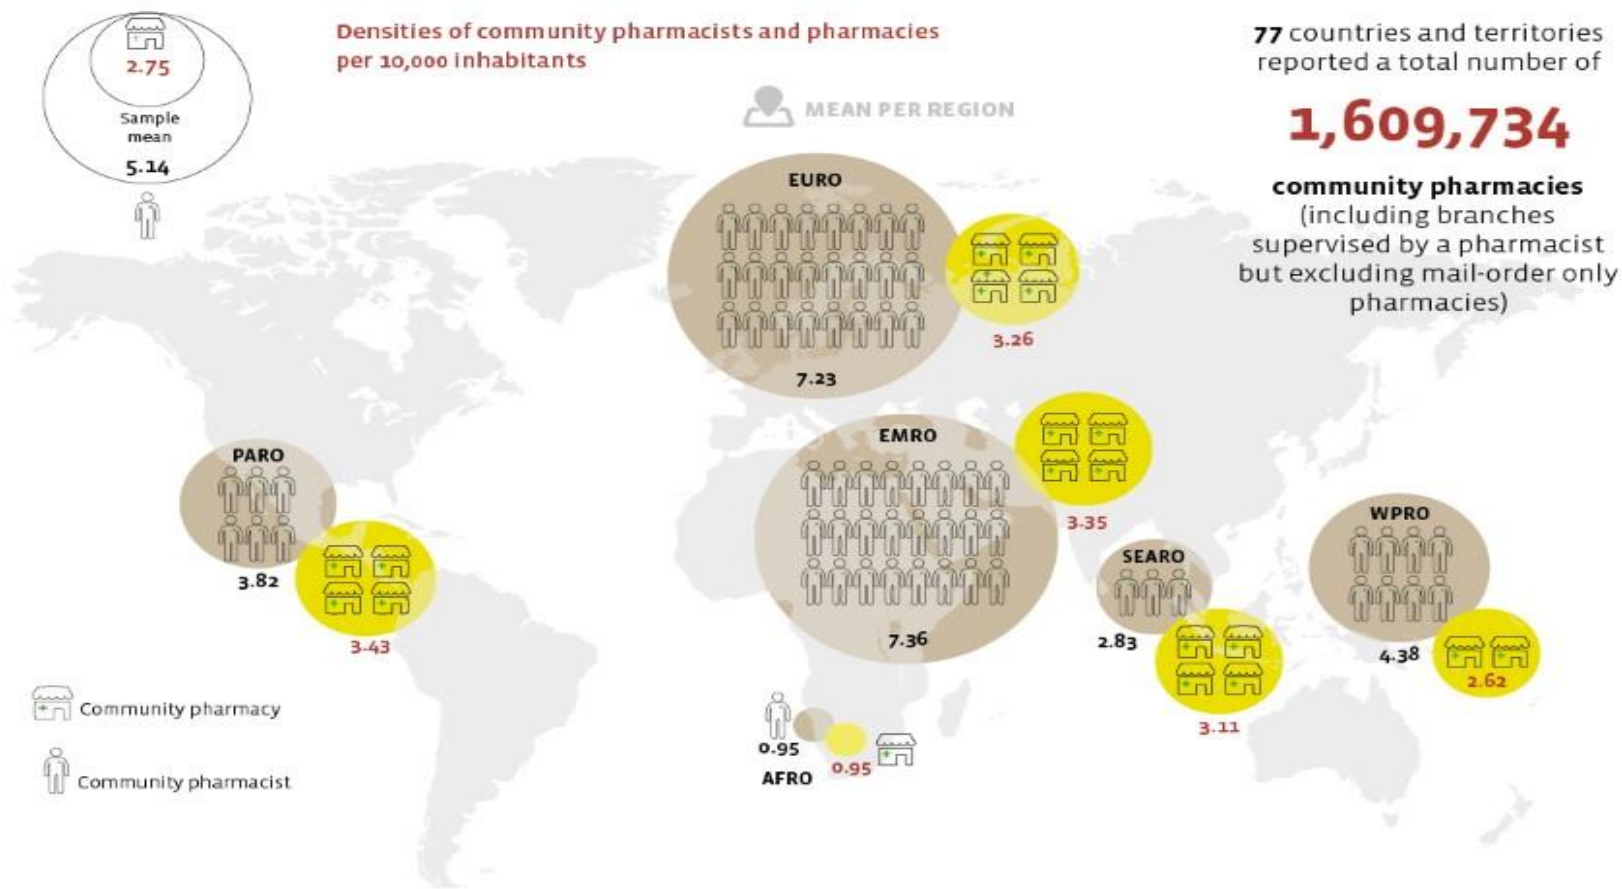 2.75
Sample
mean
5.14
Densities of community pharmacists and pharmacies
per 10,000 inhabitants
MEAN PER REGION
77 countries and territories
reported a total number of
1,609,734
community pharmacies
(including branches
supervised by a pharmacist
but excluding mail-order only
pharmacies)
EURO
7.23
3.26
EMRO
7.36
3.35
PARO
3.82
3.43
SEARO
2.83
3.11
WPRO
4.38
2.62
0.95
0.95
AFRO
Community pharmacy
Community pharmacist